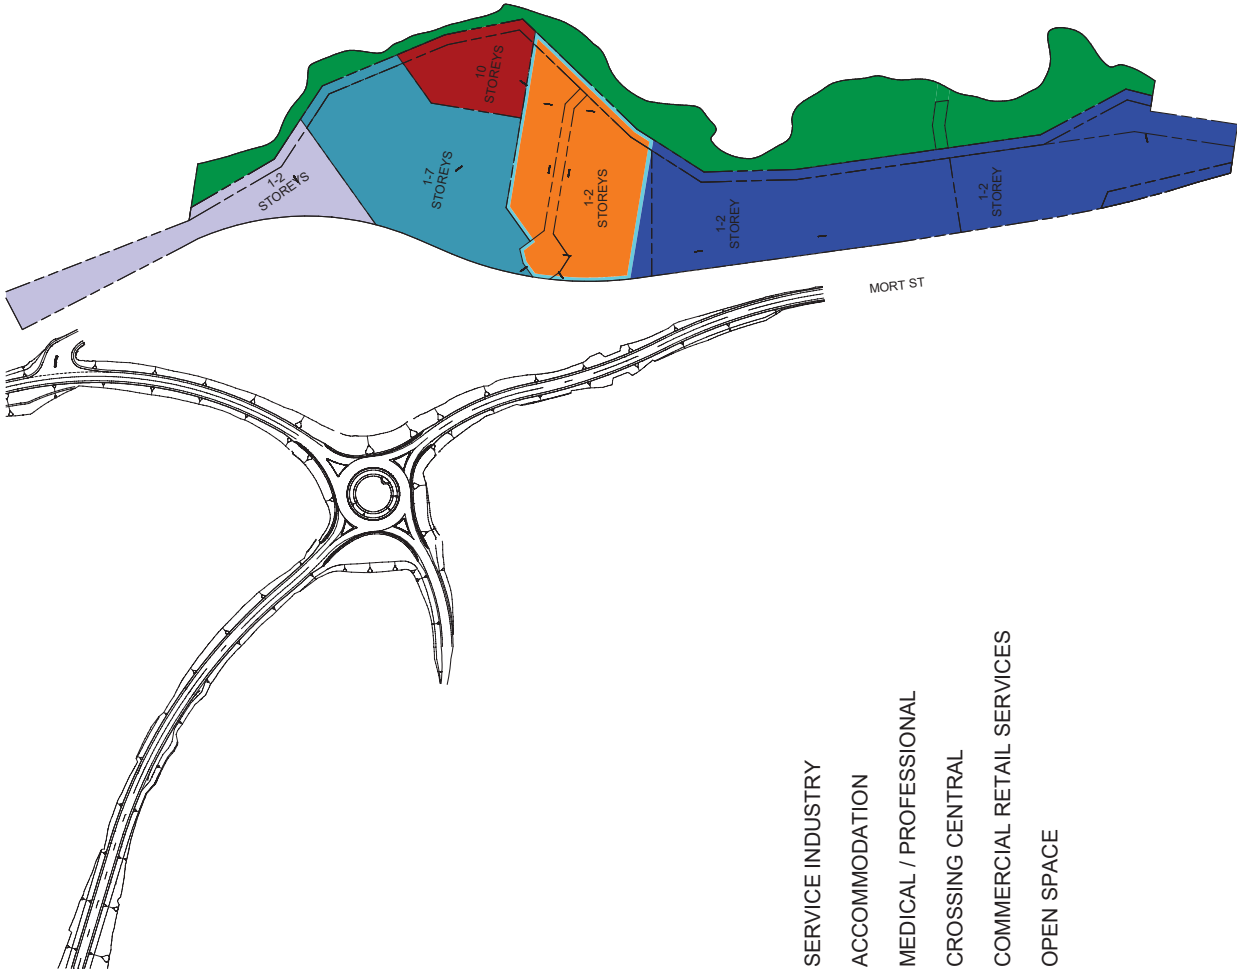 10
STOREYS
1-2
STOREYS
1-7
STOREYS
1-2
STOREYS
1-2
STOREY
1-2
STOREY
MORT ST
SERVICE INDUSTRY
ACCOMMODATION
MEDICAL / PROFESSIONAL
CROSSING CENTRAL
COMMERCIAL RETAIL SERVICES
OPEN SPACE